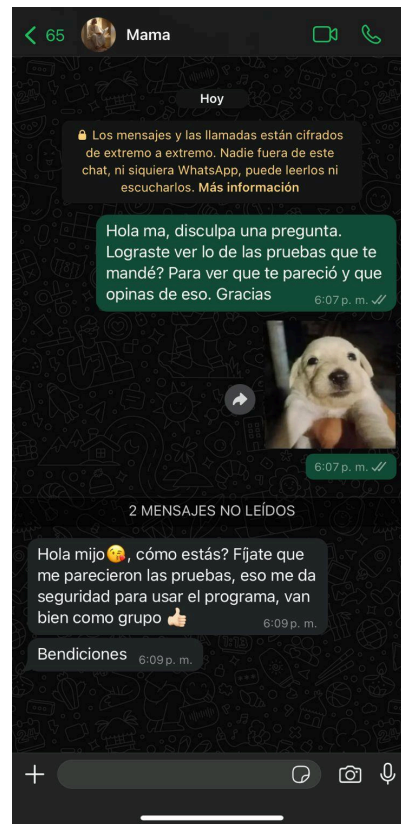 65
Mama
Hoy
Los mensajes y las llamadas están cifrados
de extremo a extremo. Nadie fuera de este
chat, ni siquiera WhatsApp, puede leerlos ni
escucharlos. Más información
Hola ma, disculpa una pregunta.
Lograste ver lo de las pruebas que te
mandé? Para ver que te pareció y que
opinas de eso. Gracias
6:07 p. m.
6:07 p. m.
2 MENSAJES NO LEÍDOS
Hola mijo😘, cómo estás? Fíjate que
me parecieron las pruebas, eso me da
seguridad para usar el programa, van
bien como grupo 👍🏻
6:09 p. m.
Bendiciones 6:09 p. m.